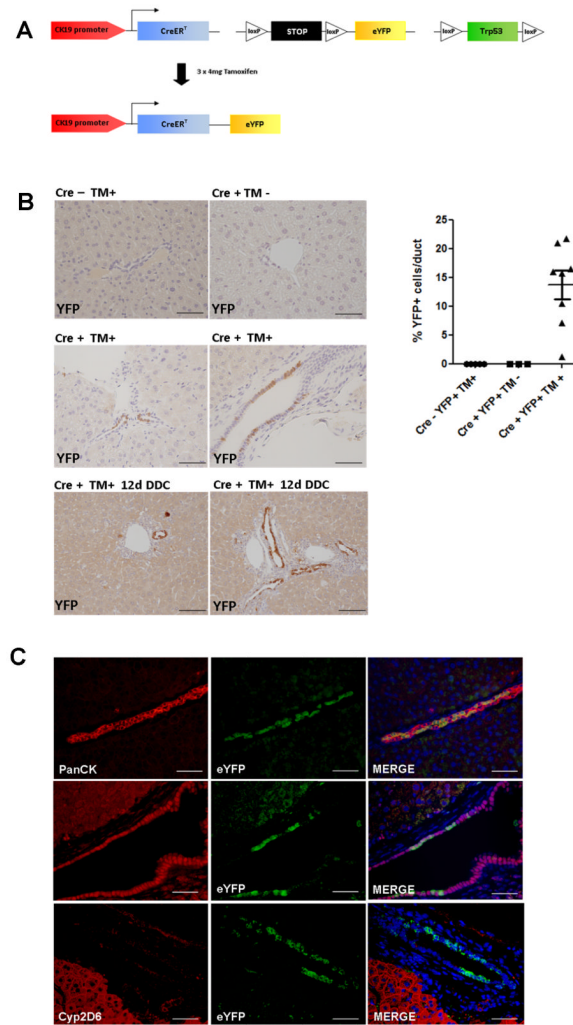 A
CK19 promoter CreERᵀ loxP STOP loxP eYFP loxP Trp53 loxP
3 x 4mg Tamoxifen
CK19 promoter CreERᵀ eYFP
B
Cre – TM+ Cre + TM -
YFP YFP
Cre + TM+ Cre + TM+
YFP YFP
Cre + TM+ 12d DDC Cre + TM+ 12d DDC
YFP YFP
% YFP+ cells/duct
25
20
15
10
5
0
Cre - YFP+ TM+
Cre + YFP+ TM -
Cre + YFP+ TM +
C
PanCK eYFP MERGE
eYFP MERGE
Cyp2D6 eYFP MERGE